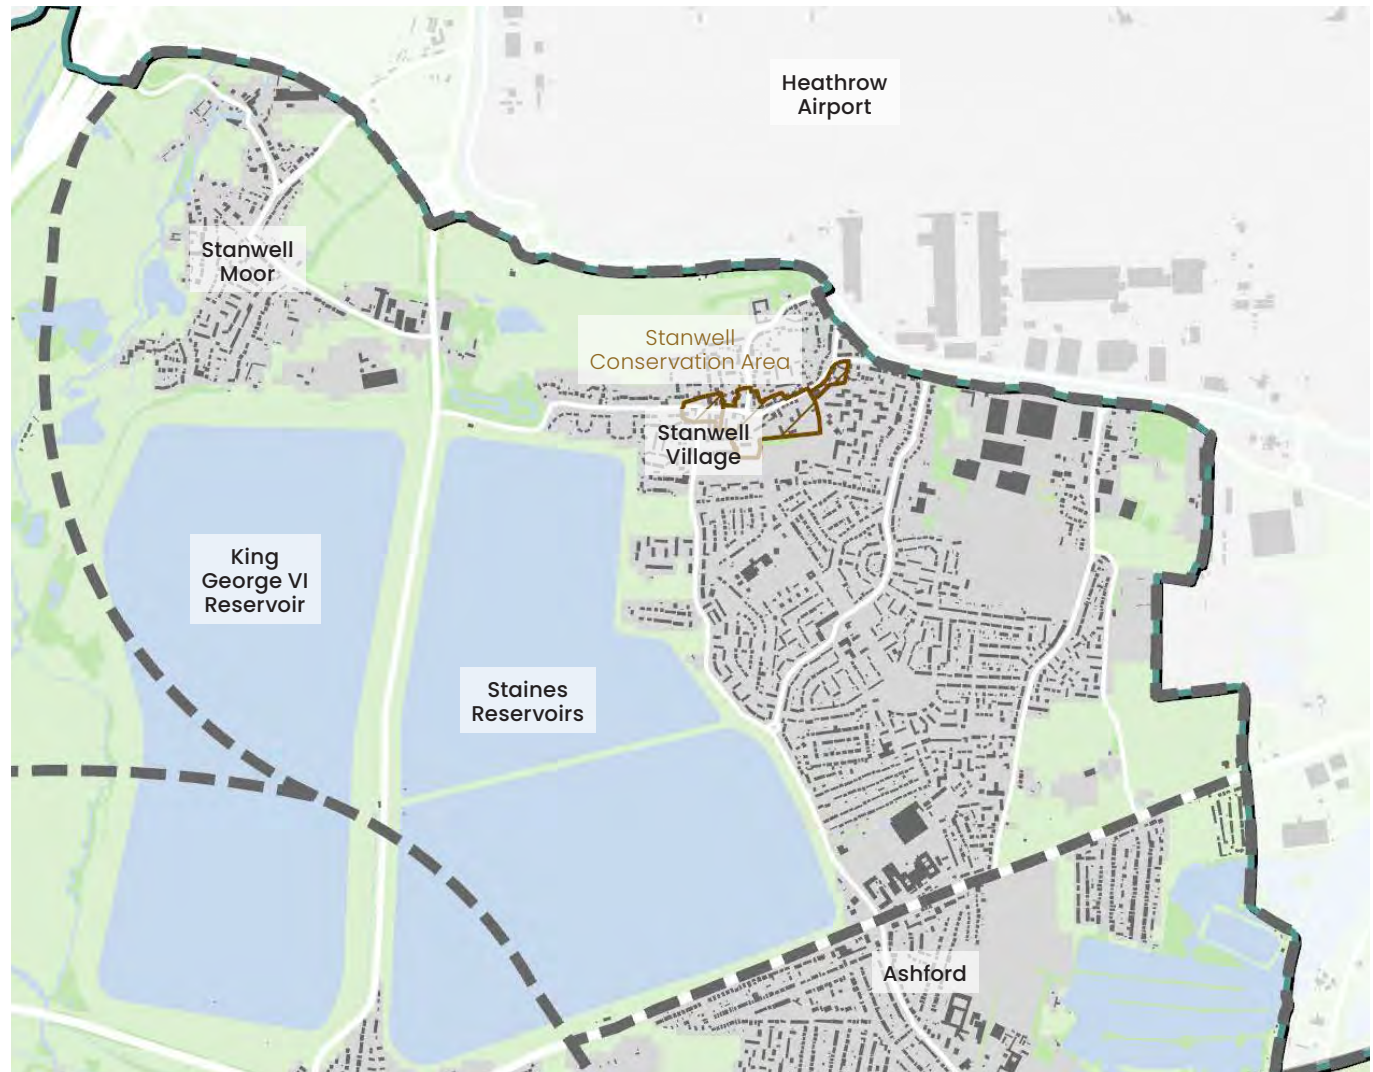 Heathrow
Airport
Stanwell
Moor
Stanwell
Conservation Area
Stanwell
Village
King
George VI
Reservoir
Staines
Reservoirs
Ashford